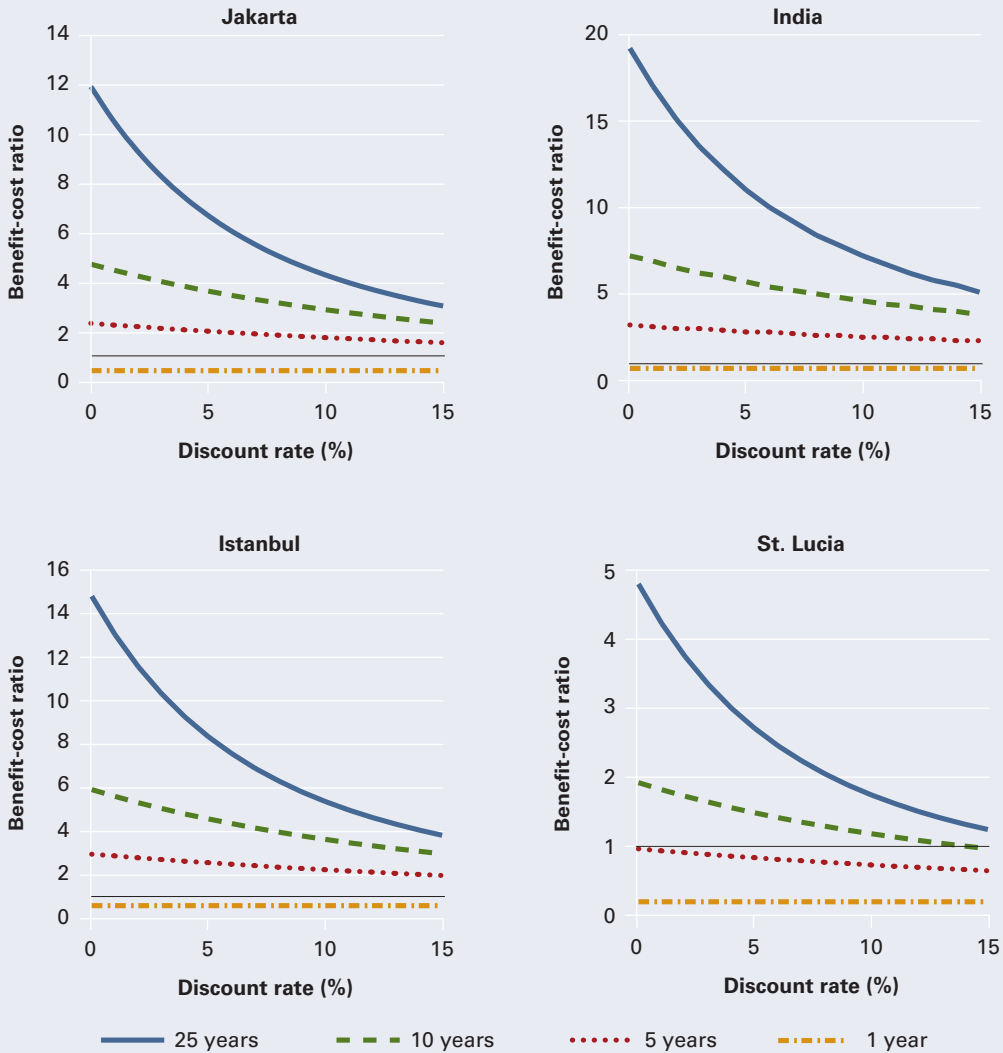 Jakarta
14
12
10
8
6
4
2
0
Benefit-cost ratio
0 5 10 15
Discount rate (%)
India
20
15
10
5
0
Benefit-cost ratio
0 5 10 15
Discount rate (%)
Istanbul
16
14
12
10
8
6
4
2
0
Benefit-cost ratio
0 5 10 15
Discount rate (%)
St. Lucia
5
4
3
2
1
0
Benefit-cost ratio
0 5 10 15
Discount rate (%)
25 years 10 years 5 years 1 year